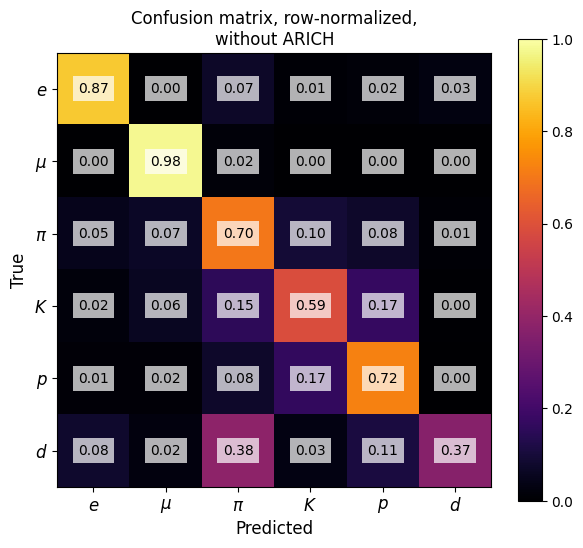 Confusion matrix, row-normalized,
without ARICH
e 0.87 0.00 0.07 0.01 0.02 0.03
μ 0.00 0.98 0.02 0.00 0.00 0.00
π 0.05 0.07 0.70 0.10 0.08 0.01
K 0.02 0.06 0.15 0.59 0.17 0.00
p 0.01 0.02 0.08 0.17 0.72 0.00
d 0.08 0.02 0.38 0.03 0.11 0.37
e μ π K p d
Predicted
True
1.0
0.8
0.6
0.4
0.2
0.0